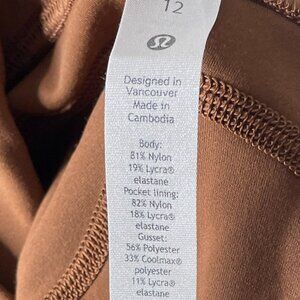 12
Designed in
Vancouver
Made in
Cambodia
Body:
81% Nylon
19% Lycra®
elastane
Pocket lining:
82% Nylon
18% Lycra®
elastane
Gusset:
56% Polyester
33% Coolmax®
polyester
11% Lycra®
elastane